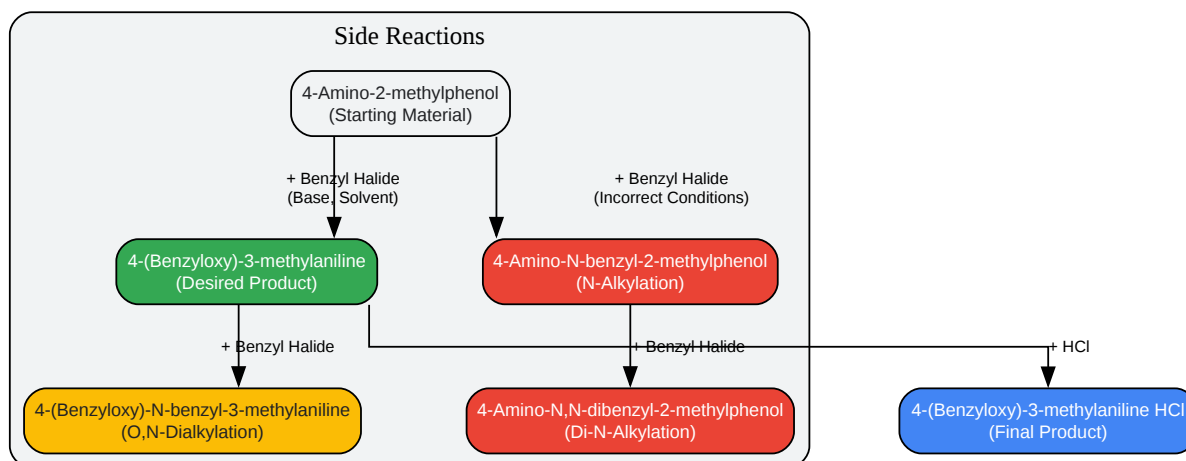 Side Reactions
4-Amino-2-methylphenol
(Starting Material)
+ Benzyl Halide
(Base, Solvent)
+ Benzyl Halide
(Incorrect Conditions)
4-(Benzyloxy)-3-methylaniline
(Desired Product)
4-Amino-N-benzyl-2-methylphenol
(N-Alkylation)
+ Benzyl Halide
+ Benzyl Halide
+ HCl
4-(Benzyloxy)-N-benzyl-3-methylaniline
(O,N-Dialkylation)
4-Amino-N,N-dibenzyl-2-methylphenol
(Di-N-Alkylation)
4-(Benzyloxy)-3-methylaniline HCl
(Final Product)